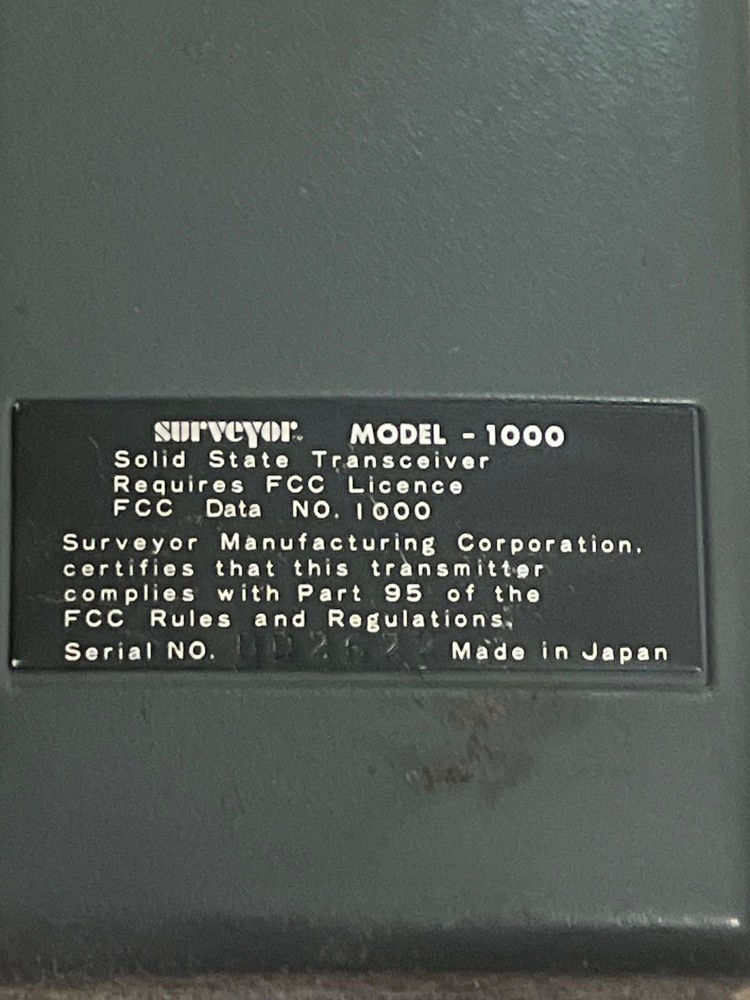 surveyor™ MODEL - 1000
Solid State Transceiver
Requires FCC Licence
FCC Data NO. 1000
Surveyor Manufacturing Corporation.
certifies that this transmitter
complies with Part 95 of the
FCC Rules and Regulations.
Serial NO. Made in Japan